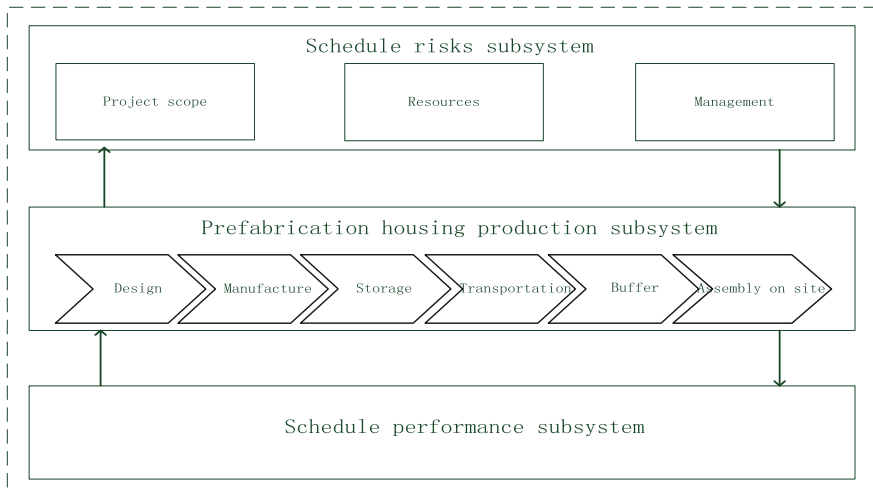 Schedule risks subsystem
Project scope
Resources
Management
Prefabrication housing production subsystem
Design
Manufacture
Storage
Transportation
Buffer
Assembly on site
Schedule performance subsystem